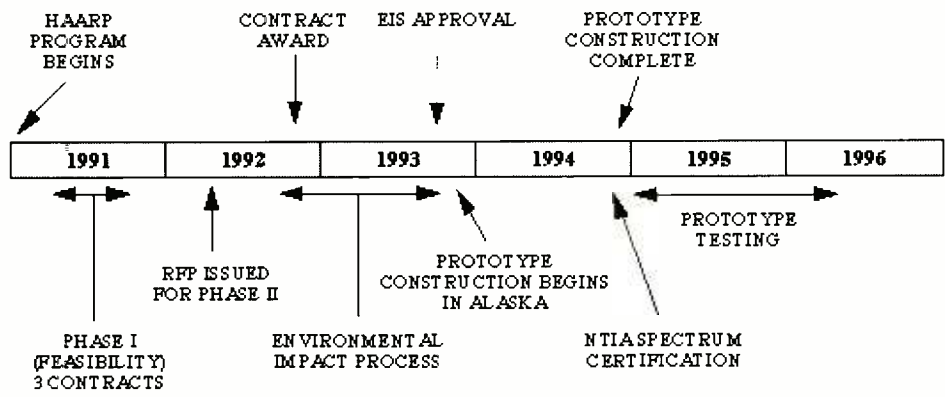 HAARP
PROGRAM
BEGINS
CONTRACT
AWARD
EIS APPROVAL
PROTOTYPE
CONSTRUCTION
COMPLETE
1991 1992 1993 1994 1995 1996
RFP ISSUED
FOR PHASE II
PROTOTYPE
CONSTRUCTION BEGINS
IN ALASKA
PROTOTYPE
TESTING
PHASE I
(FEASIBILITY)
3 CONTRACTS
ENVIRONMENTAL
IMPACT PROCESS
NTIA SPECTRUM
CERTIFICATION